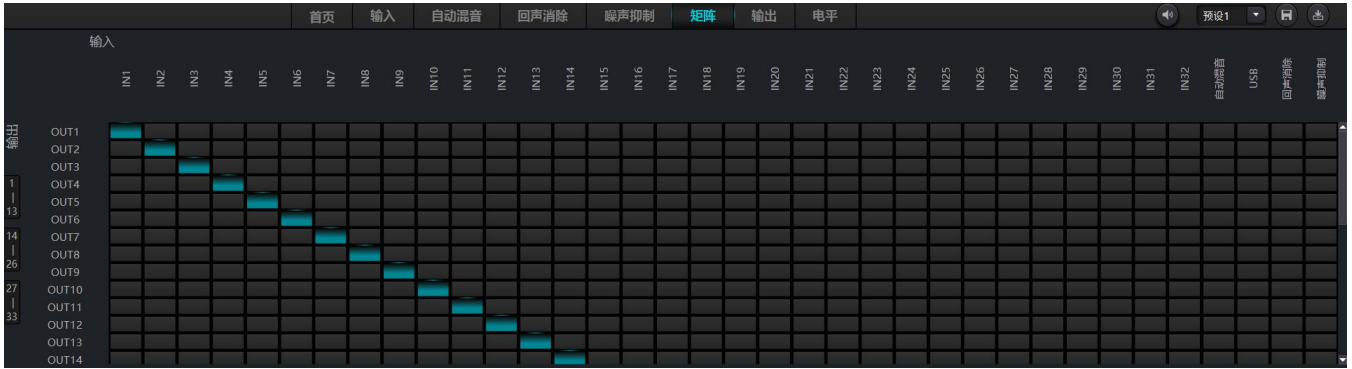 首页 输入 自动混音 回声消除 噪声抑制 矩阵 输出 电平 预设1
输入
IN1 IN2 IN3 IN4 IN5 IN6 IN7 IN8 IN9 IN10 IN11 IN12 IN13 IN14 IN15 IN16 IN17 IN18 IN19 IN20 IN21 IN22 IN23 IN24 IN25 IN26 IN27 IN28 IN29 IN30 IN31 IN32 自动混音 USB 回声消除 噪声抑制
输出
OUT1
OUT2
OUT3
1 OUT4
|
OUT5
13
OUT6
14 OUT7
|
OUT8
26
OUT9
27 OUT10
|
OUT11
33
OUT12
OUT13
OUT14